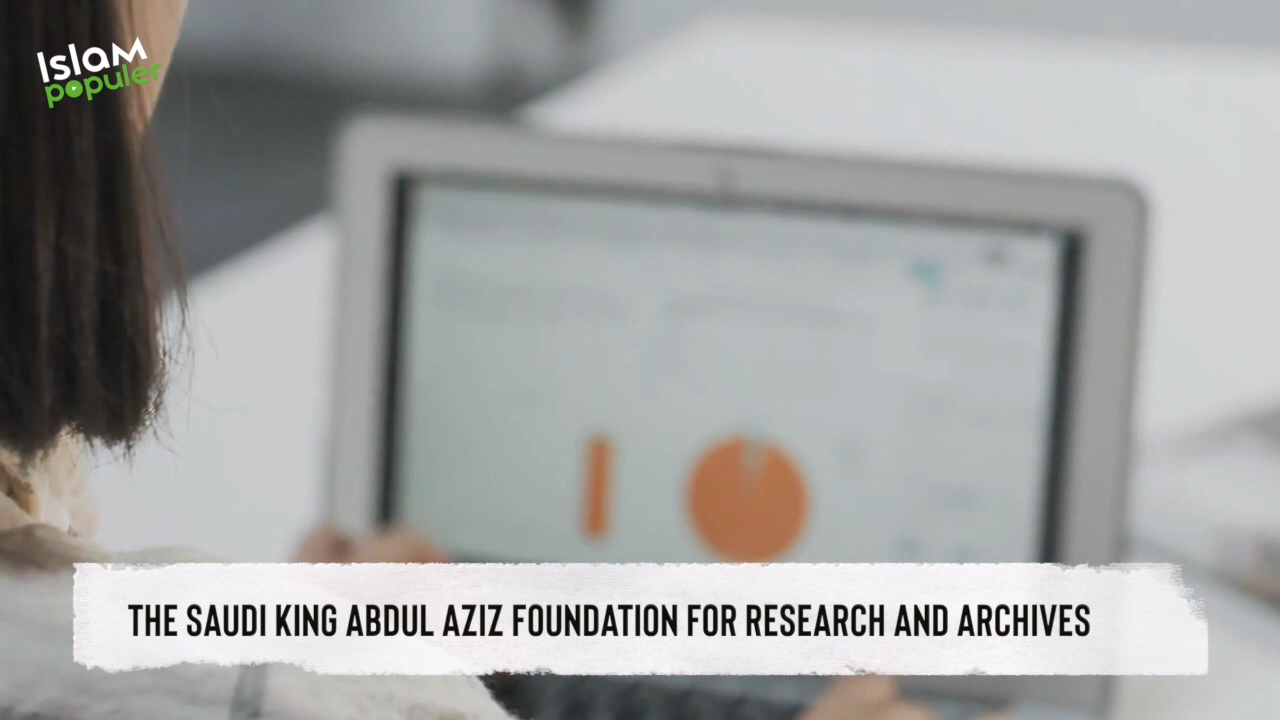 Islam
populer
THE SAUDI KING ABDUL AZIZ FOUNDATION FOR RESEARCH AND ARCHIVES